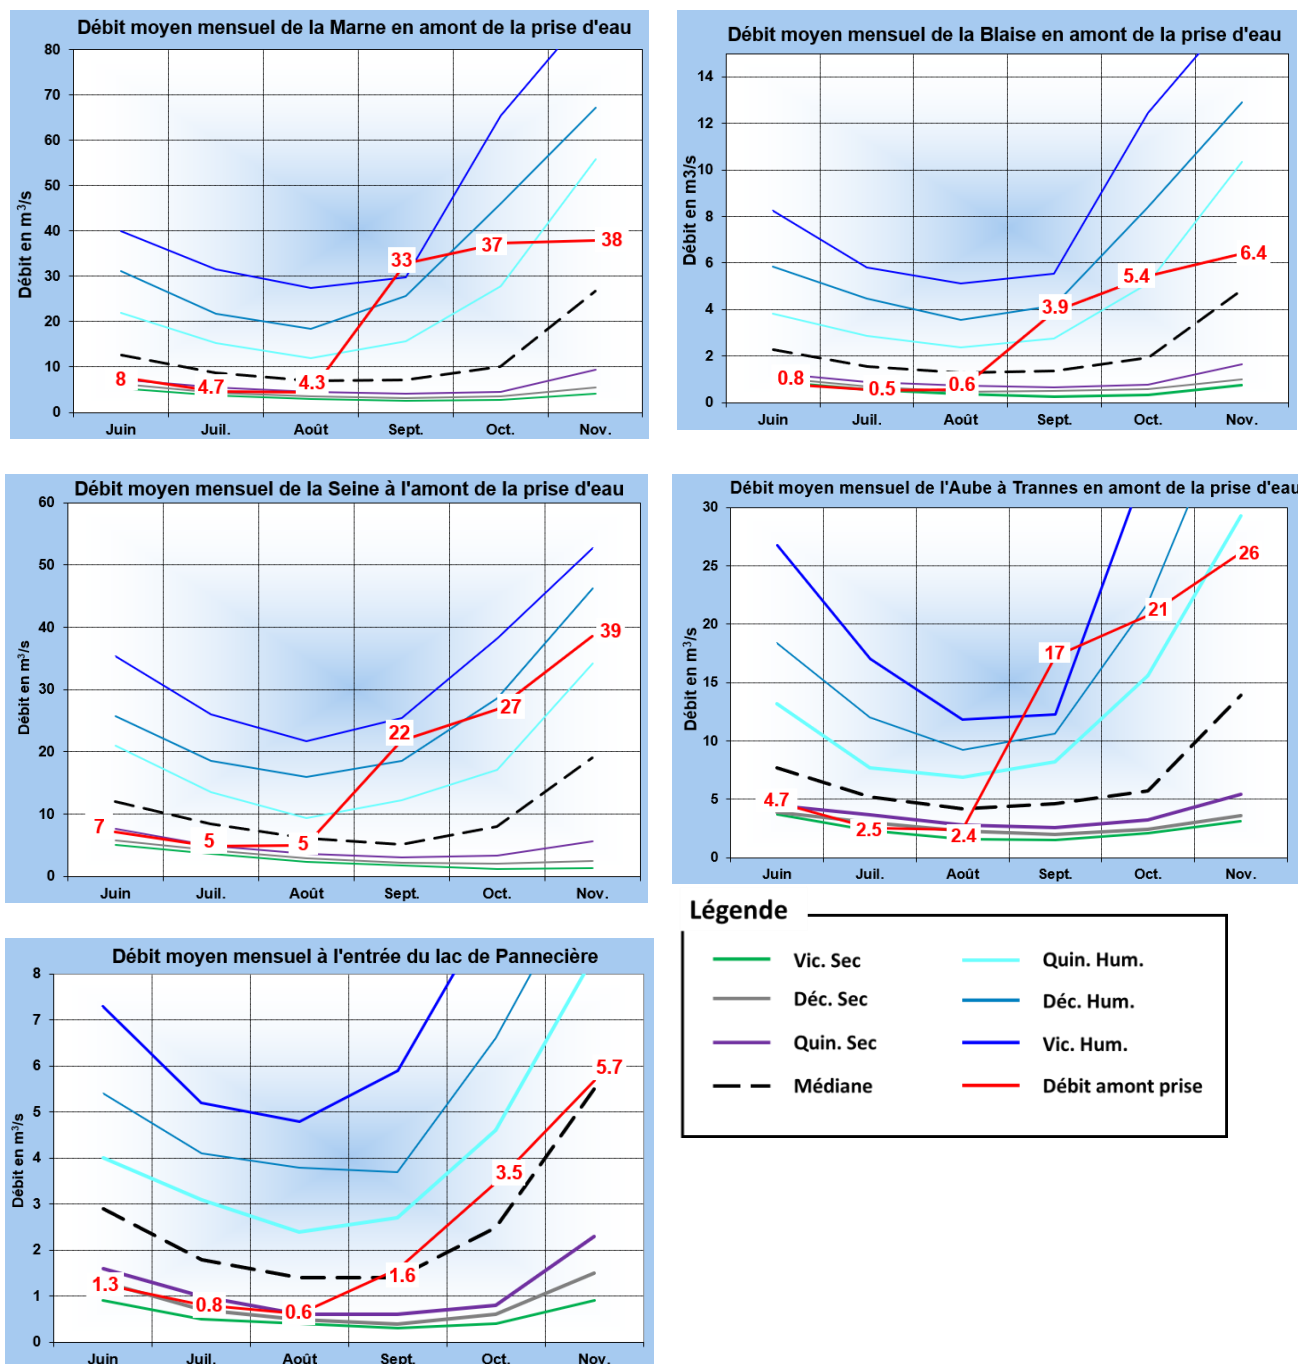 Débit moyen mensuel de la Marne en amont de la prise d'eau
Débit en m³/s
80
70
60
50
40
30
20
10
0
8
4.7
4.3
33
37
38
Juin Juil. Août Sept. Oct. Nov.
Débit moyen mensuel de la Blaise en amont de la prise d'eau
Débit en m3/s
14
12
10
8
6
4
2
0
0.8
0.5
0.6
3.9
5.4
6.4
Juin Juil. Août Sept. Oct. Nov.
Débit moyen mensuel de la Seine à l'amont de la prise d'eau
Débit en m³/s
60
50
40
30
20
10
0
7
5
5
22
27
39
Juin Juil. Août Sept. Oct. Nov.
Débit moyen mensuel de l'Aube à Trannes en amont de la prise d'eau
Débit en m³/s
30
25
20
15
10
5
0
4.7
2.5
2.4
17
21
26
Juin Juil. Août Sept. Oct. Nov.
Débit moyen mensuel à l'entrée du lac de Pannecière
Débit en m³/s
8
7
6
5
4
3
2
1
0
1.3
0.8
0.6
1.6
3.5
5.7
Juin Juil. Août Sept. Oct. Nov.
Légende
Vic. Sec
Déc. Sec
Quin. Sec
Médiane
Quin. Hum.
Déc. Hum.
Vic. Hum.
Débit amont prise